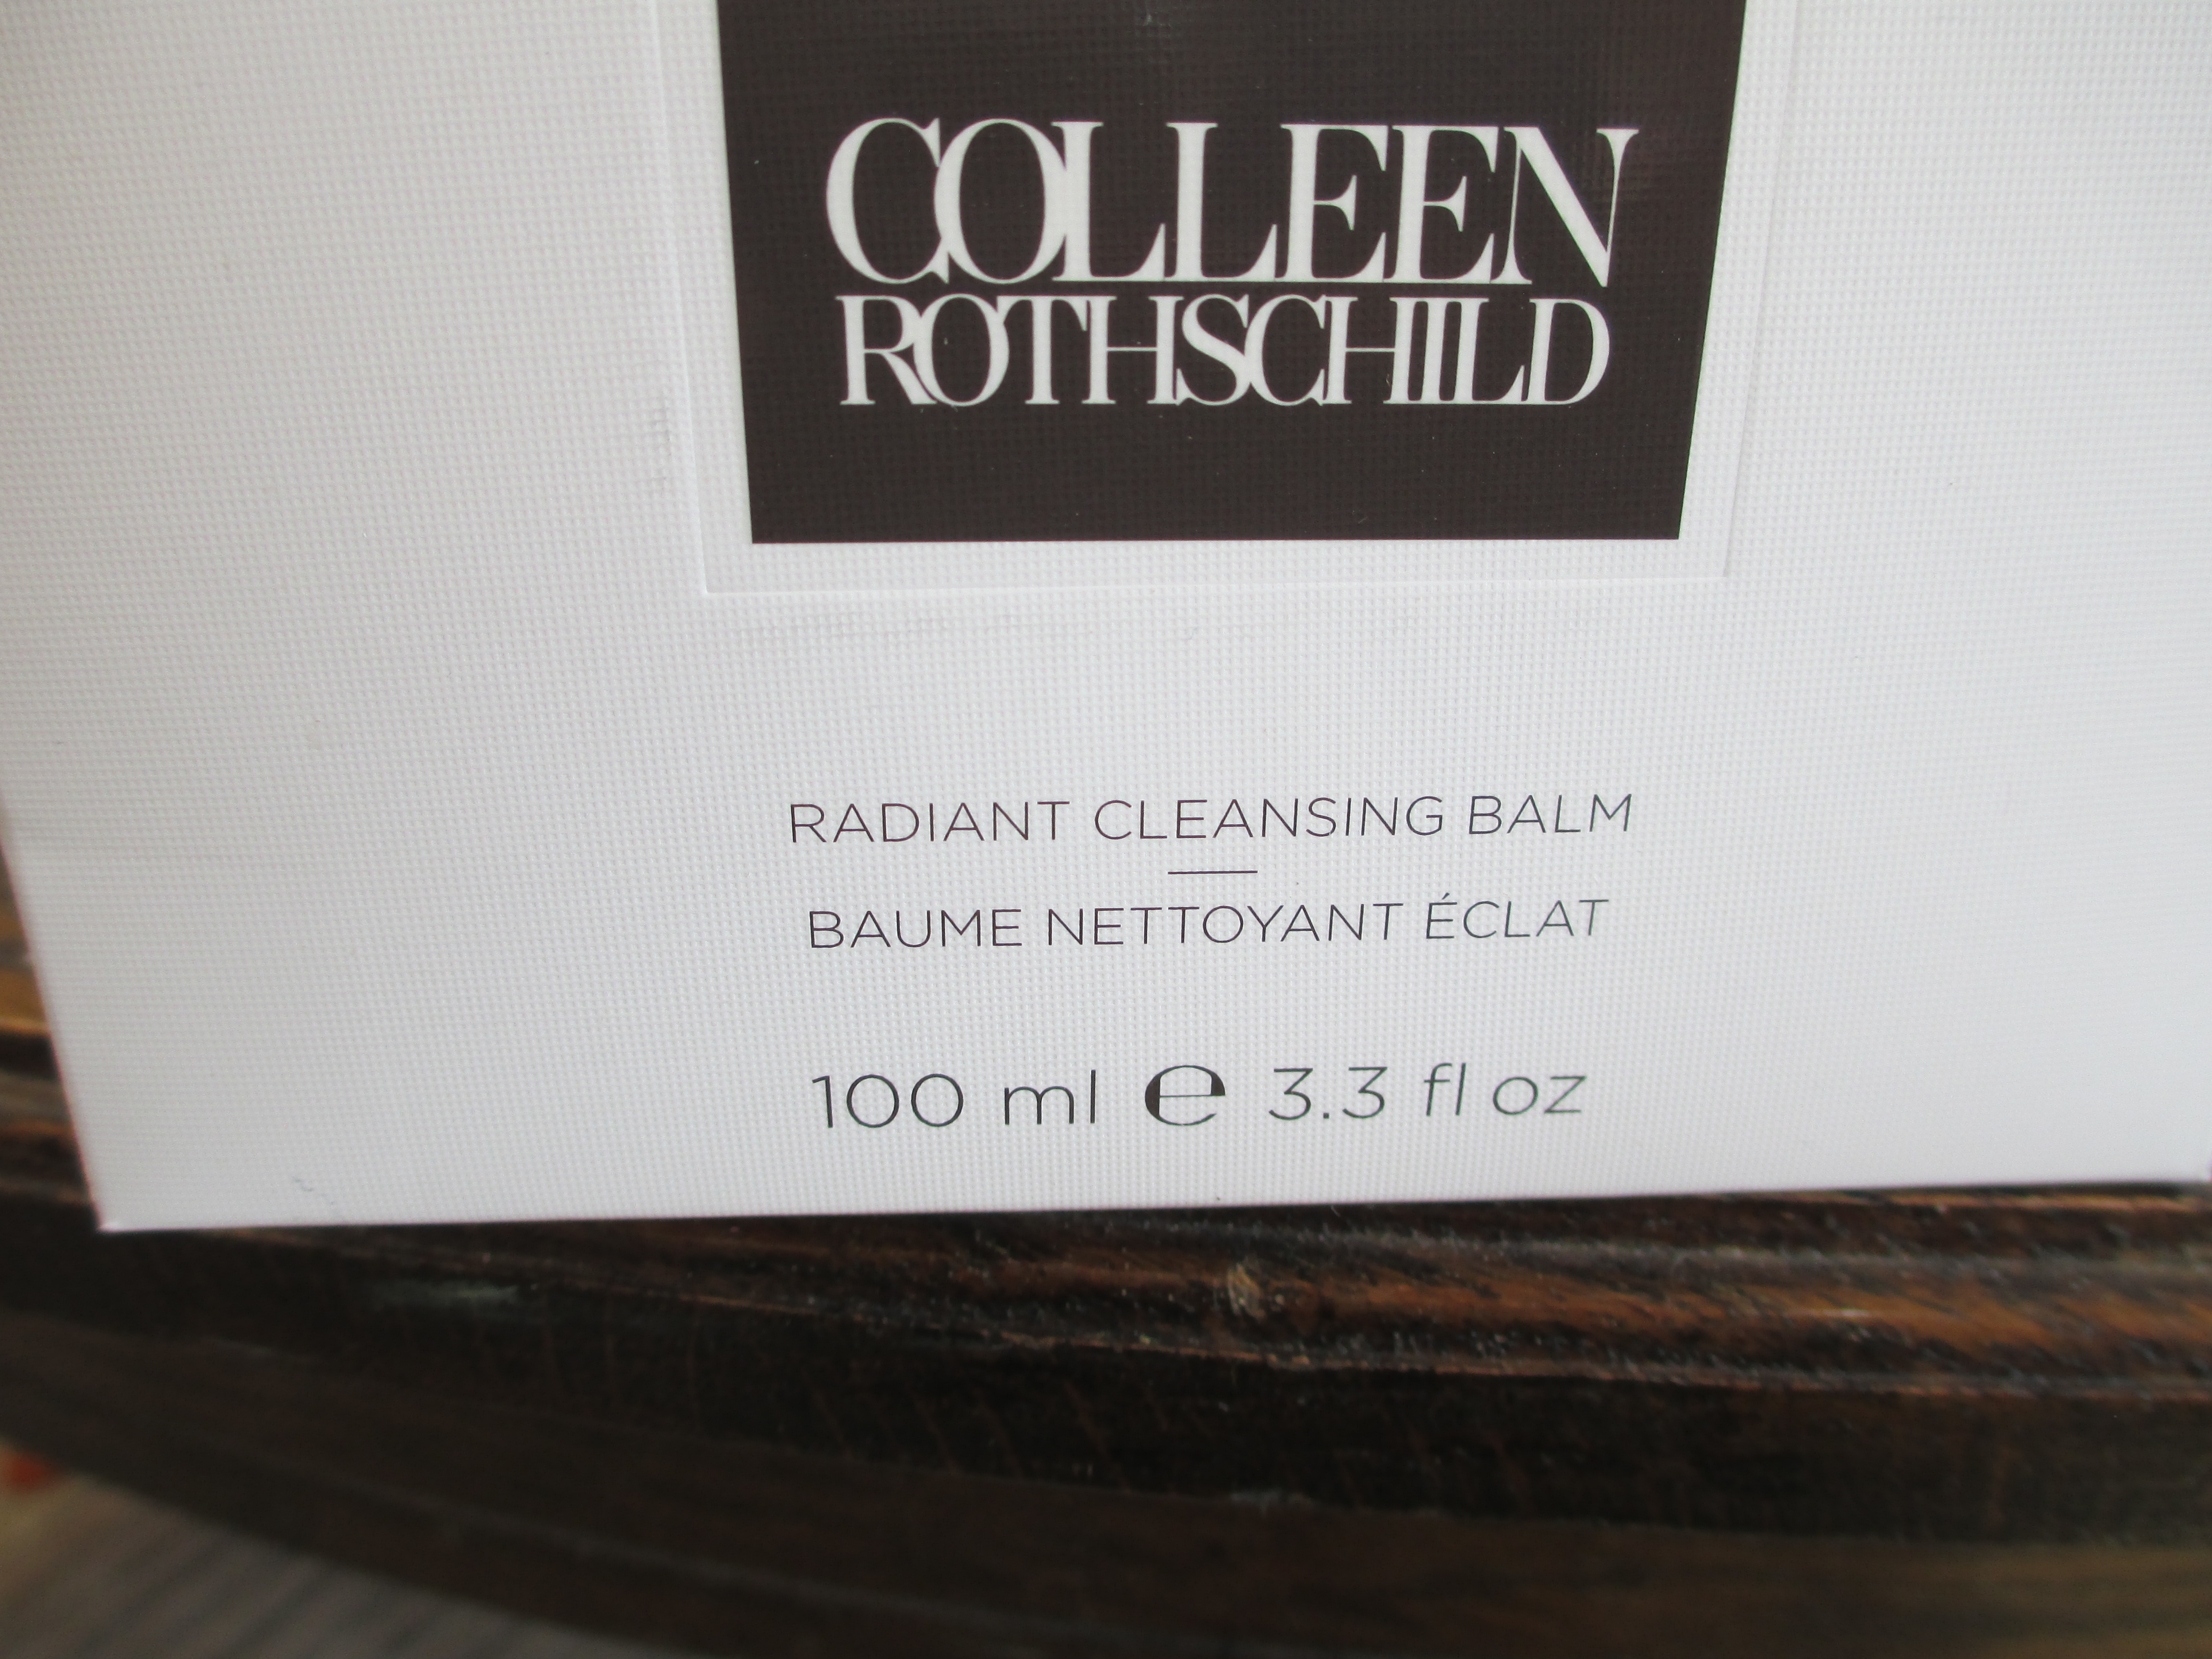 COLLEEN
ROTHSCHILD
RADIANT CLEANSING BALM
BAUME NETTOYANT ÉCLAT
100 ml e 3.3 fl oz